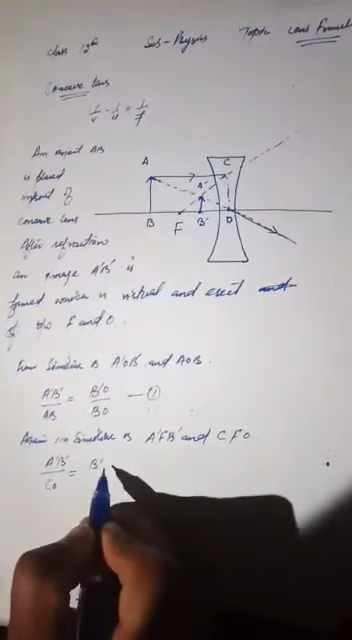 Class 12th Sub - Physics Topic Lens Formula
Concave lens
1/v - 1/u = 1/f
An object AB
is placed
infront of
concave lens
After refraction
an image A'B' is
formed which is virtual and erect
b/w F and O.
From Similar Δ A'OB' and AOB.
A'B'/AB = B'O/BO — ①
Again in Similar Δs A'FB' and CFO
A'B'/CO = B'
A
C
A'
B
F
B'
O